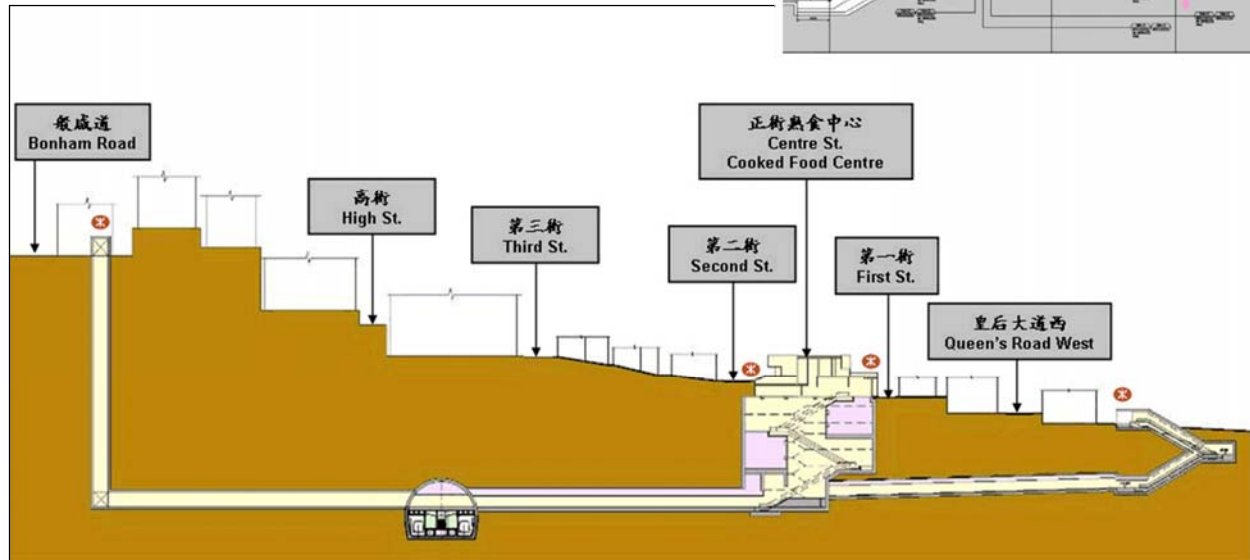 般咸道
Bonham Road
高街
High St.
第三街
Third St.
第二街
Second St.
正街熟食中心
Centre St.
Cooked Food Centre
第一街
First St.
皇后大道西
Queen's Road West